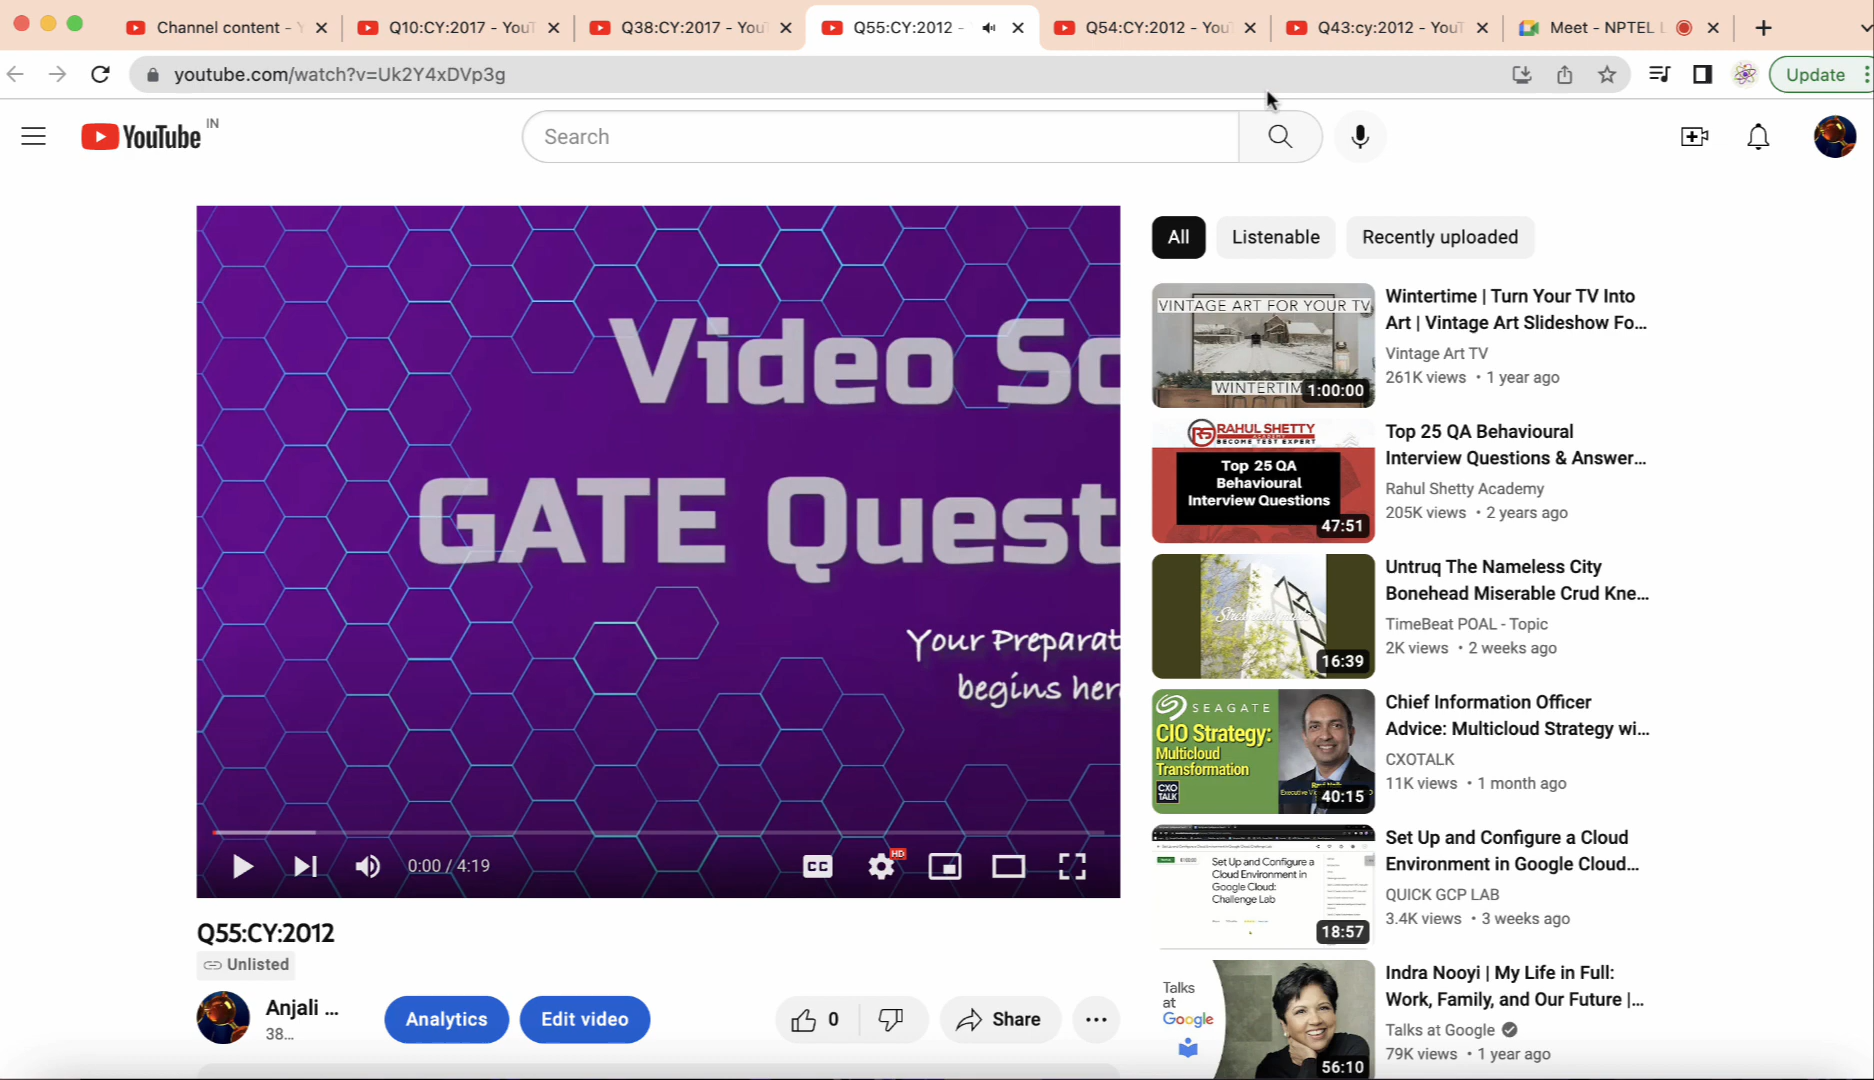 Channel content - Y
Q10:CY:2017 - YouT
Q38:CY:2017 - YouT
Q55:CY:2012 -
Q54:CY:2012 - YouT
Q43:cy:2012 - YouT
Meet - NPTEL L
youtube.com/watch?v=Uk2Y4xDVp3g
Update
YouTube IN
Search
Video So
GATE Quest
Your Preparat
begins her
0:00 / 4:19
CC
HD
Q55:CY:2012
Unlisted
Anjali ...
38...
Analytics
Edit video
0
Share
All
Listenable
Recently uploaded
VINTAGE ART FOR YOUR TV
WINTERTIM
1:00:00
Wintertime | Turn Your TV Into
Art | Vintage Art Slideshow Fo...
Vintage Art TV
261K views • 1 year ago
RAHUL SHETTY
ACADEMY
BECOME TEST EXPERT
Top 25 QA
Behavioural
Interview Questions
47:51
Top 25 QA Behavioural
Interview Questions & Answer...
Rahul Shetty Academy
205K views • 2 years ago
16:39
Untruq The Nameless City
Bonehead Miserable Crud Kne...
TimeBeat POAL - Topic
2K views • 2 weeks ago
SEAGATE
CIO Strategy:
Multicloud
Transformation
CXO
TALK
40:15
Chief Information Officer
Advice: Multicloud Strategy wi...
CXOTALK
11K views • 1 month ago
Set Up and Configure a
Cloud Environment in
Google Cloud:
Challenge Lab
18:57
Set Up and Configure a Cloud
Environment in Google Cloud...
QUICK GCP LAB
3.4K views • 3 weeks ago
Talks
at
Google
56:10
Indra Nooyi | My Life in Full:
Work, Family, and Our Future |...
Talks at Google
79K views • 1 year ago